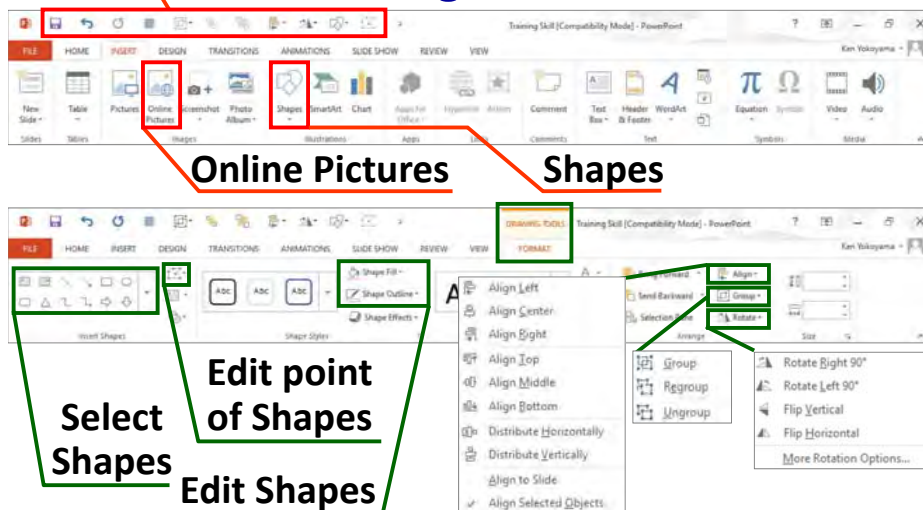 Training Skill [Compatibility Mode] - PowerPoint
FILE HOME INSERT DESIGN TRANSITIONS ANIMATIONS SLIDE SHOW REVIEW VIEW Ken Yokoyama
New Slide Table Pictures Online Pictures Screenshot Photo Album Shapes SmartArt Chart Apps for Office Hyperlink Action Comment Text Box Header & Footer WordArt Equation Symbol Video Audio
Slides Tables Images Illustrations Apps Links Comments Text Symbols Media
Online Pictures Shapes
DRAWING TOOLS Training Skill [Compatibility Mode] - PowerPoint
FILE HOME INSERT DESIGN TRANSITIONS ANIMATIONS SLIDE SHOW REVIEW VIEW FORMAT Ken Yokoyama
Abc Abc Abc
Shape Fill
Shape Outline
Shape Effects
Insert Shapes Shape Styles
Send Backward
Selection Pane
Align
Group
Rotate
Arrange Size
Align Left
Align Center
Align Right
Align Top
Align Middle
Align Bottom
Distribute Horizontally
Distribute Vertically
Align to Slide
Align Selected Objects
Group
Regroup
Ungroup
Rotate Right 90°
Rotate Left 90°
Flip Vertical
Flip Horizontal
More Rotation Options...
Edit point
of Shapes
Select
Shapes
Edit Shapes